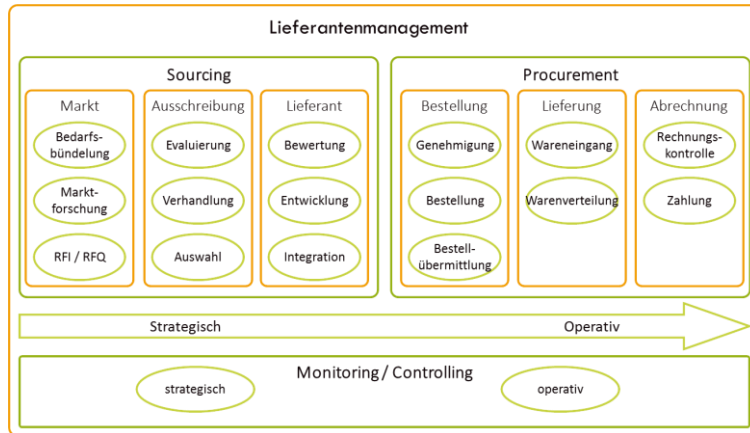 Lieferantenmanagement
Sourcing
Markt
Bedarfs-
bündelung
Markt-
forschung
RFI / RFQ
Ausschreibung
Evaluierung
Verhandlung
Auswahl
Lieferant
Bewertung
Entwicklung
Integration
Procurement
Bestellung
Genehmigung
Bestellung
Bestell-
übermittlung
Lieferung
Wareneingang
Warenverteilung
Abrechnung
Rechnungs-
kontrolle
Zahlung
Strategisch
Operativ
Monitoring / Controlling
strategisch
operativ